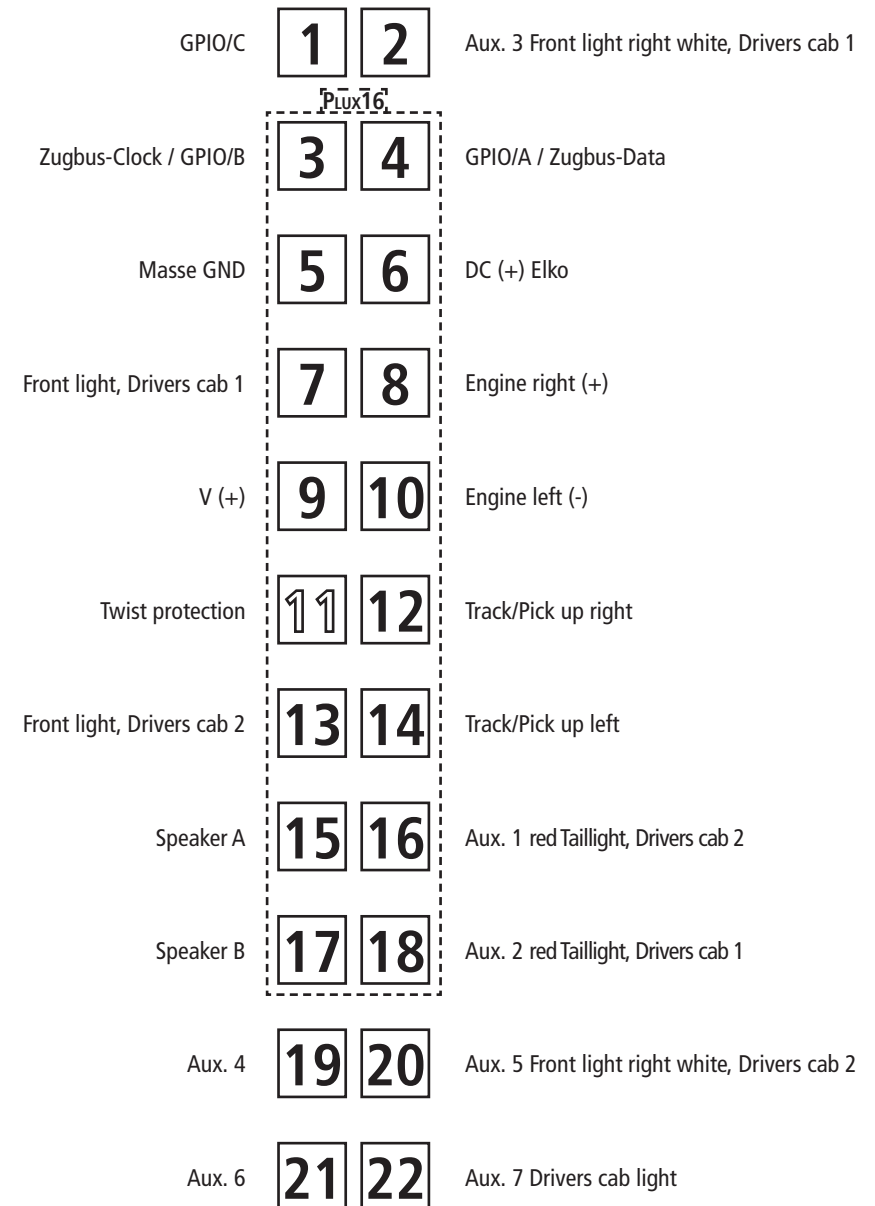 GPIO/C 1 2 Aux. 3 Front light right white, Drivers cab 1
PLUX16
Zugbus-Clock / GPIO/B 3 4 GPIO/A / Zugbus-Data
Masse GND 5 6 DC (+) Elko
Front light, Drivers cab 1 7 8 Engine right (+)
V (+) 9 10 Engine left (-)
Twist protection 11 12 Track/Pick up right
Front light, Drivers cab 2 13 14 Track/Pick up left
Speaker A 15 16 Aux. 1 red Taillight, Drivers cab 2
Speaker B 17 18 Aux. 2 red Taillight, Drivers cab 1
Aux. 4 19 20 Aux. 5 Front light right white, Drivers cab 2
Aux. 6 21 22 Aux. 7 Drivers cab light